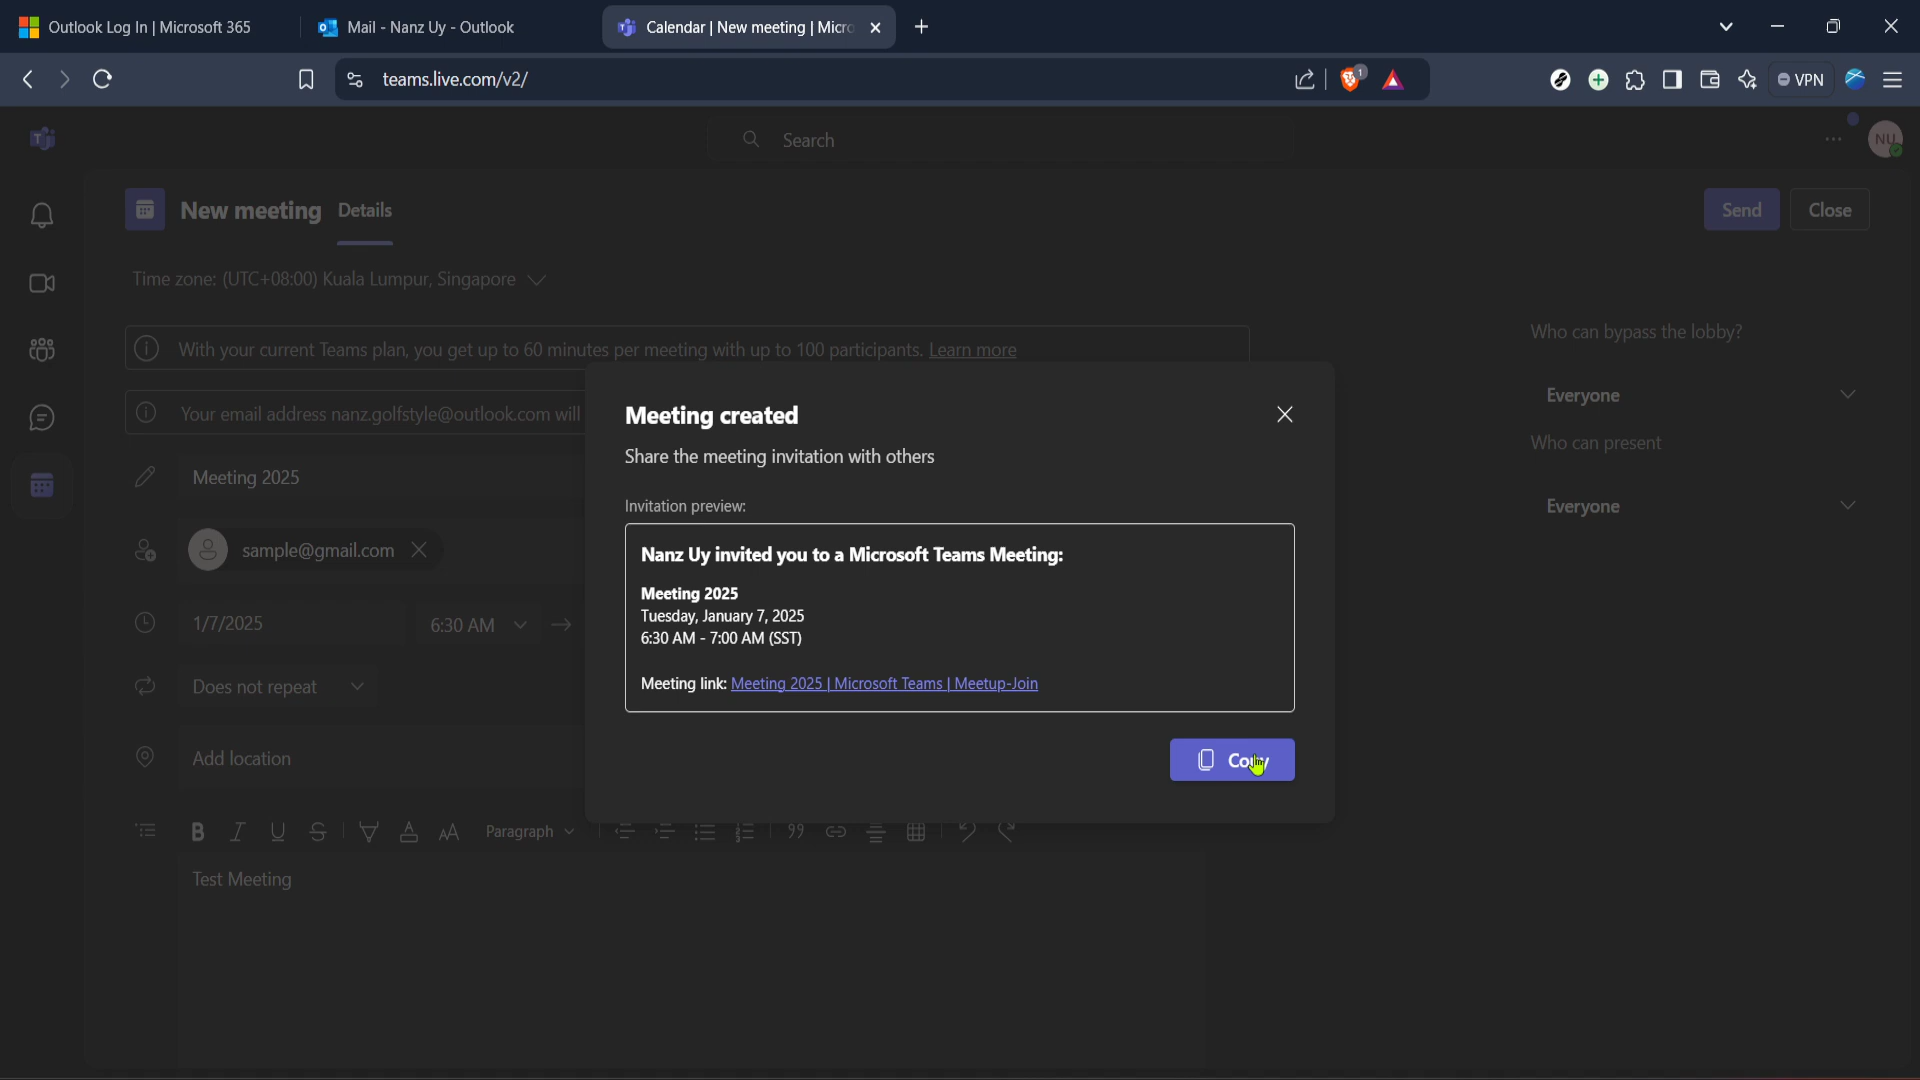 Outlook Log In | Microsoft 365
Mail - Nanz Uy - Outlook
Calendar | New meeting | Micro
teams.live.com/v2/
1
VPN
Search
NU
New meeting
Details
Send
Close
Time zone: (UTC+08:00) Kuala Lumpur, Singapore
With your current Teams plan, you get up to 60 minutes per meeting with up to 100 participants. Learn more
Who can bypass the lobby?
Everyone
Your email address nanz.golfstyle@outlook.com will
Who can present
Everyone
Meeting 2025
sample@gmail.com
1/7/2025
6:30 AM
Does not repeat
Add location
Paragraph
Test Meeting
Meeting created
Share the meeting invitation with others
Invitation preview:
Nanz Uy invited you to a Microsoft Teams Meeting:
Meeting 2025
Tuesday, January 7, 2025
6:30 AM - 7:00 AM (SST)
Meeting link: Meeting 2025 | Microsoft Teams | Meetup-Join
Copy